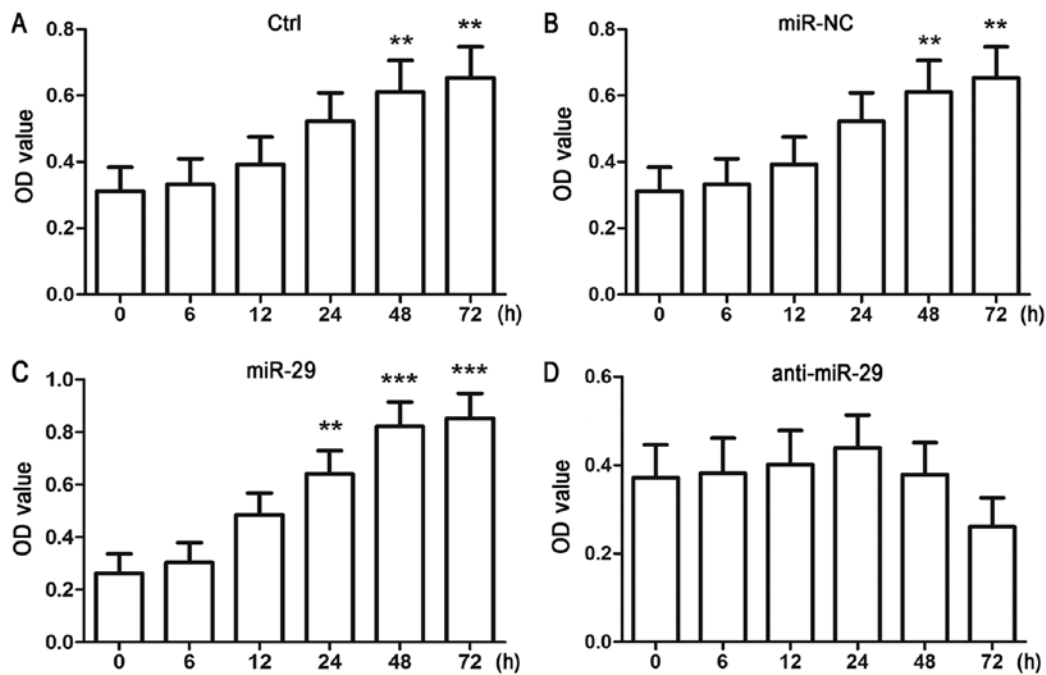 A Ctrl
OD value
0.8
0.6
0.4
0.2
0.0
** **
0 6 12 24 48 72 (h)
B miR-NC
OD value
0.8
0.6
0.4
0.2
0.0
** **
0 6 12 24 48 72 (h)
C miR-29
OD value
1.0
0.8
0.6
0.4
0.2
0.0
** *** ***
0 6 12 24 48 72 (h)
D anti-miR-29
OD value
0.6
0.4
0.2
0.0
0 6 12 24 48 72 (h)